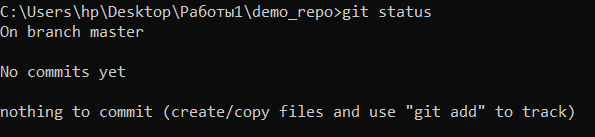 C:\Users\hp\Desktop\Работы1\demo_repo>git status
On branch master
No commits yet
nothing to commit (create/copy files and use "git add" to track)